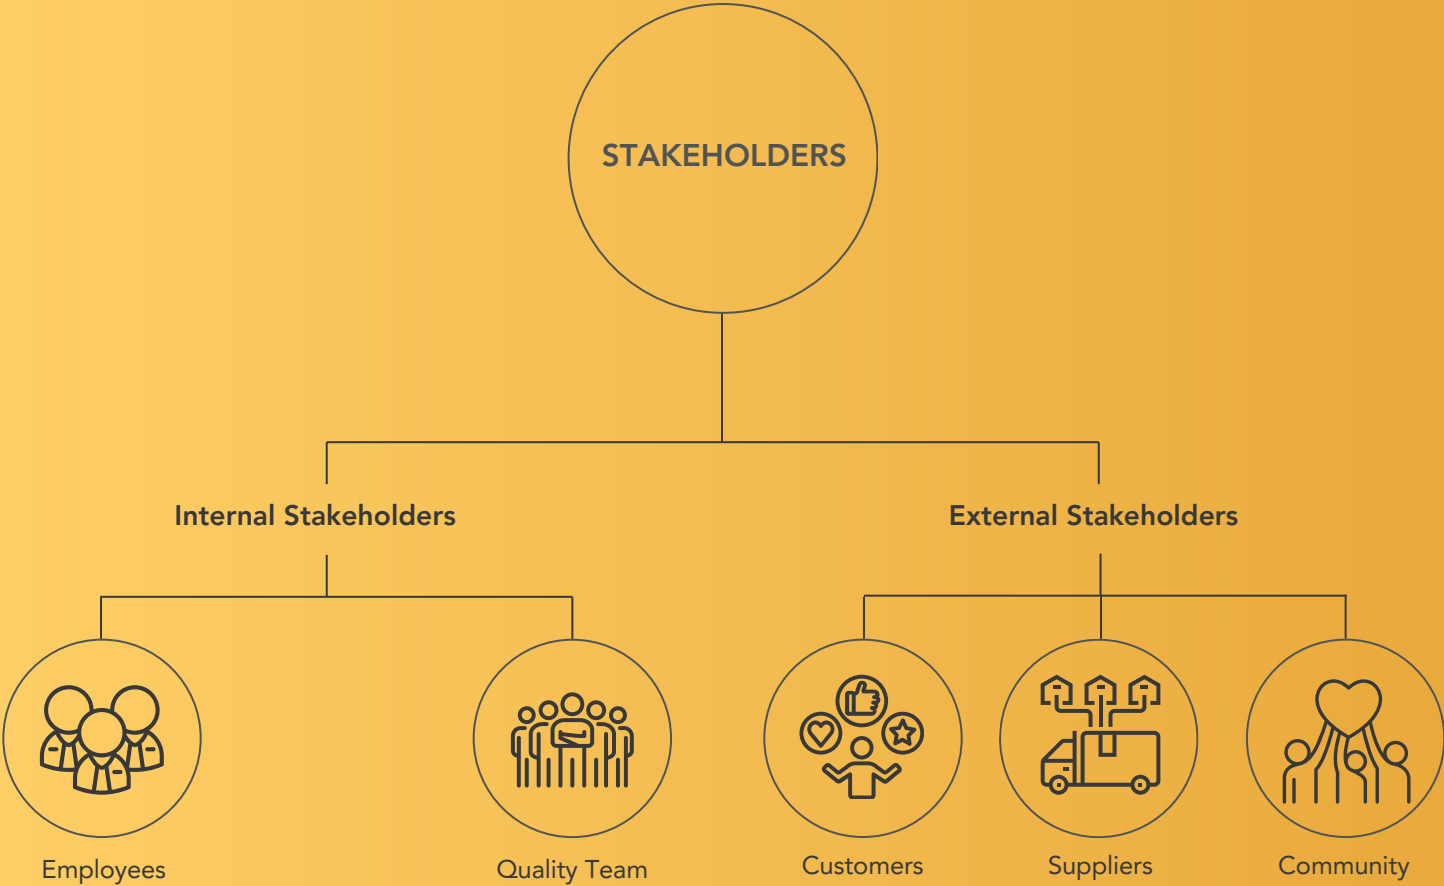 STAKEHOLDERS
Internal Stakeholders
External Stakeholders
Employees
Quality Team
Customers
Suppliers
Community